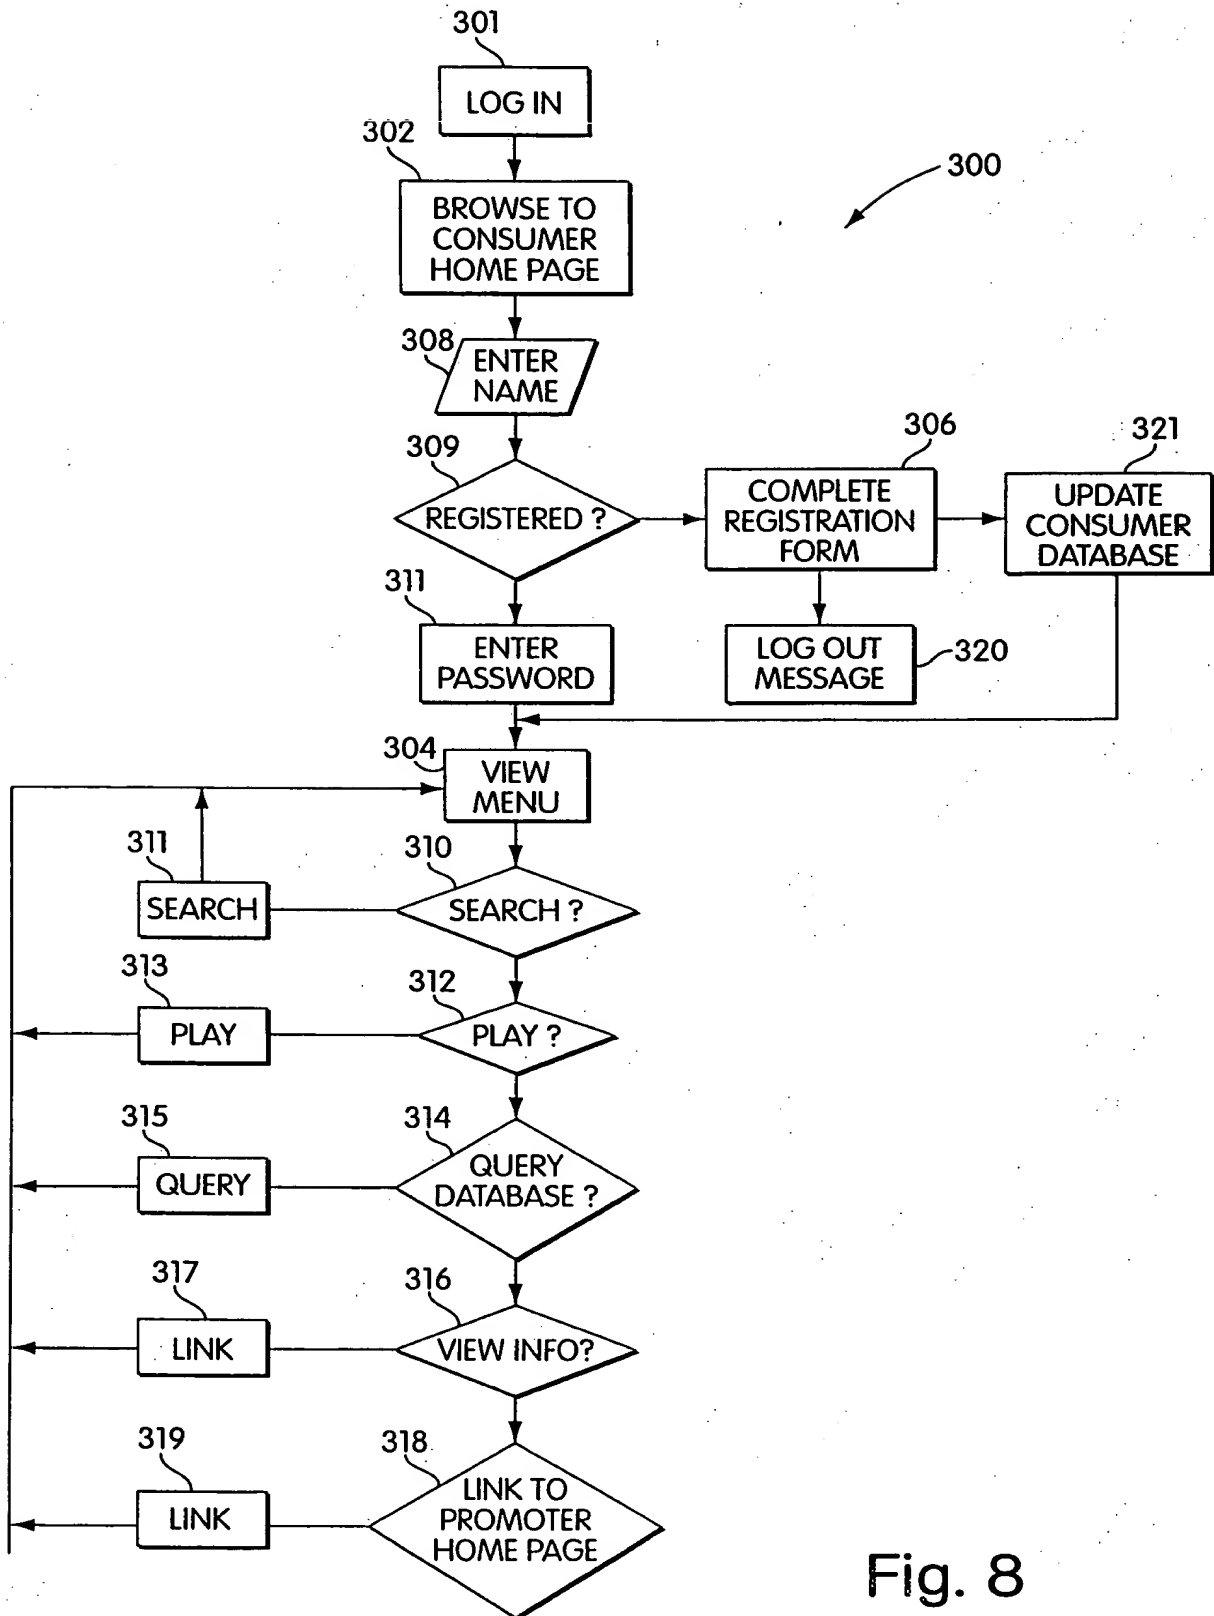 301
LOG IN
302
300
BROWSE TO
CONSUMER
HOME PAGE
308
ENTER
NAME
309
REGISTERED ?
306
COMPLETE
REGISTRATION
FORM
321
UPDATE
CONSUMER
DATABASE
311
ENTER
PASSWORD
LOG OUT
MESSAGE
320
304
VIEW
MENU
311
SEARCH
310
SEARCH ?
313
PLAY
312
PLAY ?
315
QUERY
314
QUERY
DATABASE ?
317
LINK
316
VIEW INFO?
319
LINK
318
LINK TO
PROMOTER
HOME PAGE
Fig. 8